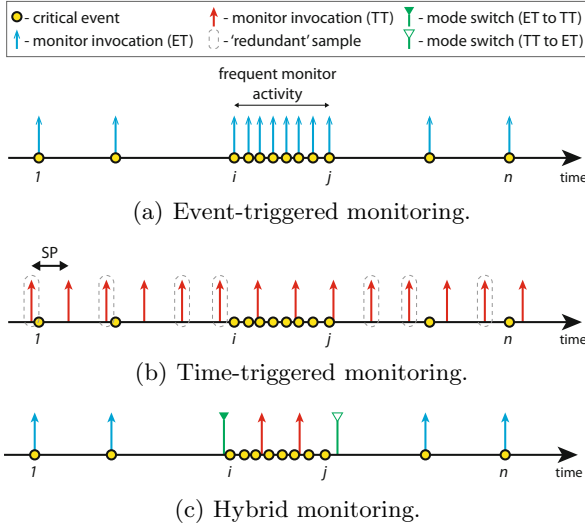 - critical event
- monitor invocation (TT)
- mode switch (ET to TT)
- monitor invocation (ET)
- 'redundant' sample
- mode switch (TT to ET)
frequent monitor
activity
1 i j n time
(a) Event-triggered monitoring.
SP
1 i j n time
(b) Time-triggered monitoring.
1 i j n time
(c) Hybrid monitoring.